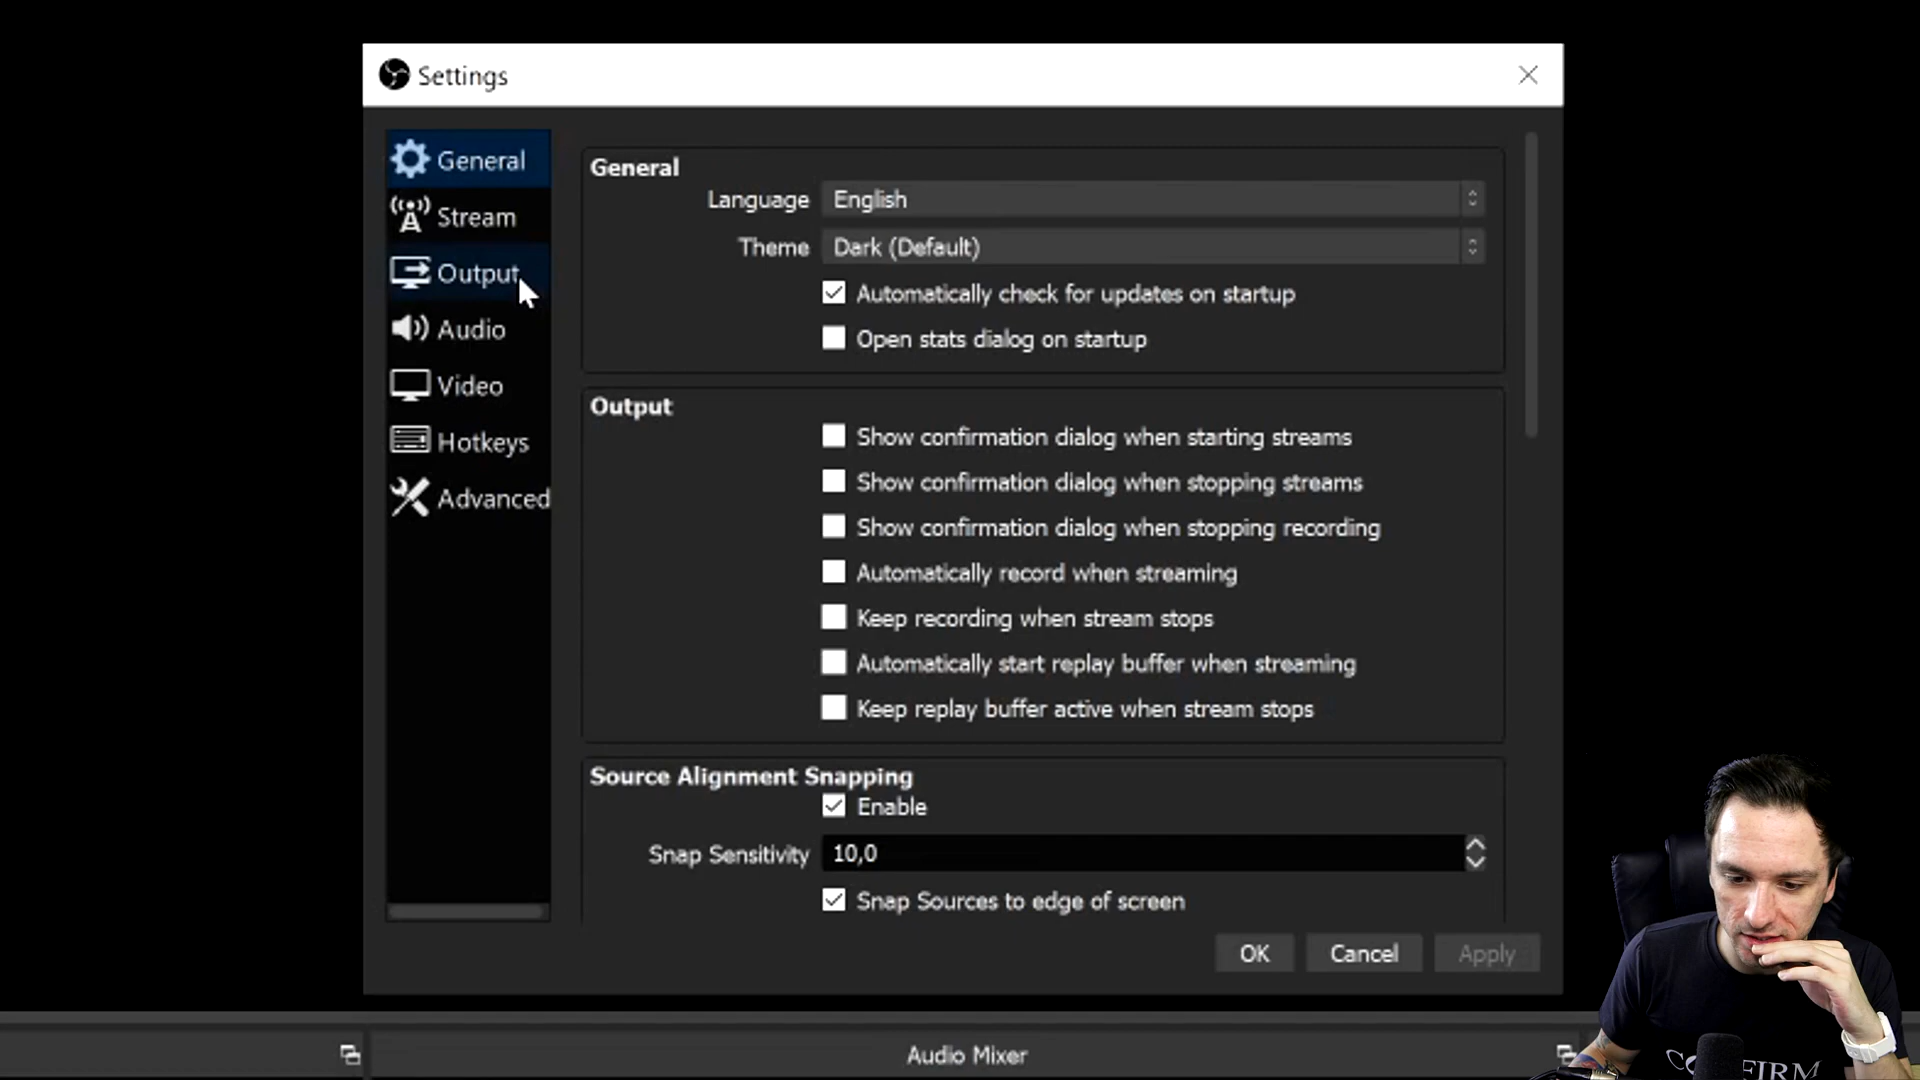 Settings
General
Stream
Output
Audio
Video
Hotkeys
Advanced
General
Language English
Theme Dark (Default)
Automatically check for updates on startup
Open stats dialog on startup
Output
Show confirmation dialog when starting streams
Show confirmation dialog when stopping streams
Show confirmation dialog when stopping recording
Automatically record when streaming
Keep recording when stream stops
Automatically start replay buffer when streaming
Keep replay buffer active when stream stops
Source Alignment Snapping
Enable
Snap Sensitivity 10,0
Snap Sources to edge of screen
OK Cancel Apply
Audio Mixer